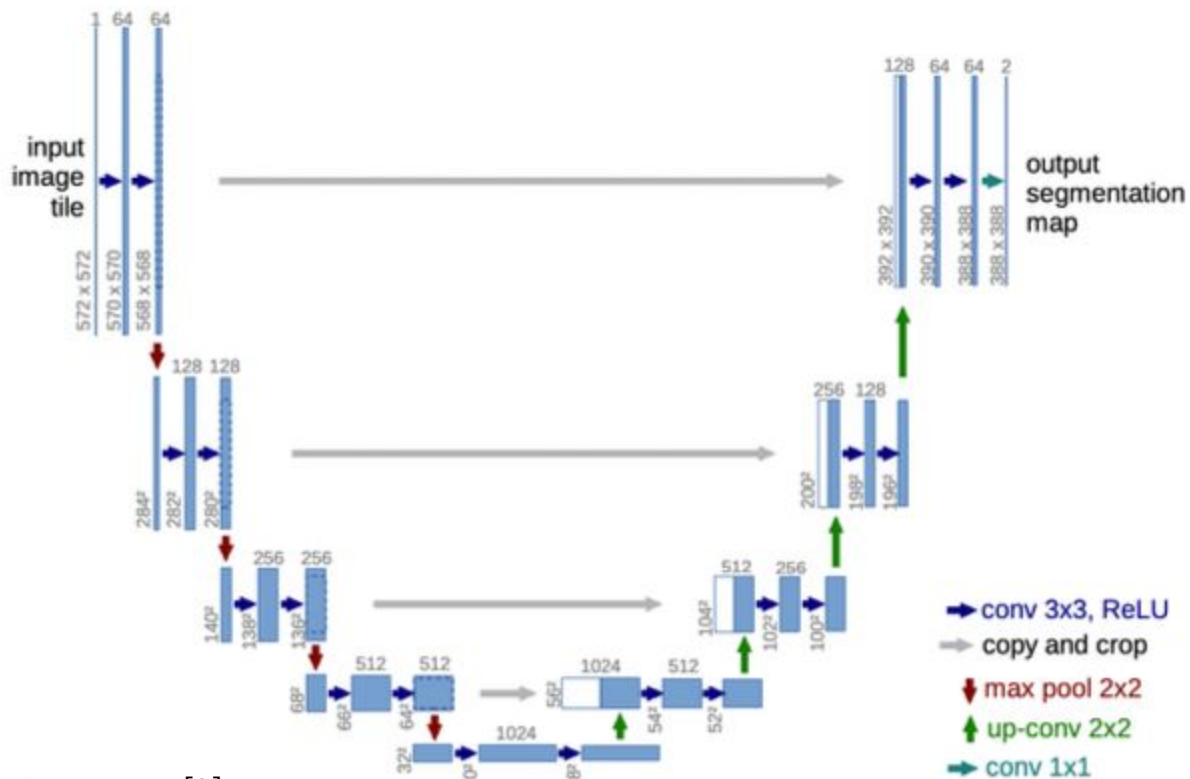 1 64 64
input
image
tile
572 x 572
570 x 570
568 x 568
128 64 64 2
output
segmentation
map
392 x 392
390 x 390
388 x 388
388 x 388
128 128
284²
282²
280²
256 128
200²
198²
196²
256 256
140²
138²
136²
512 256
104²
102²
100²
512 512
68²
66²
64²
1024 512
56²
54²
52²
1024
32²
conv 3x3, ReLU
copy and crop
max pool 2x2
up-conv 2x2
conv 1x1